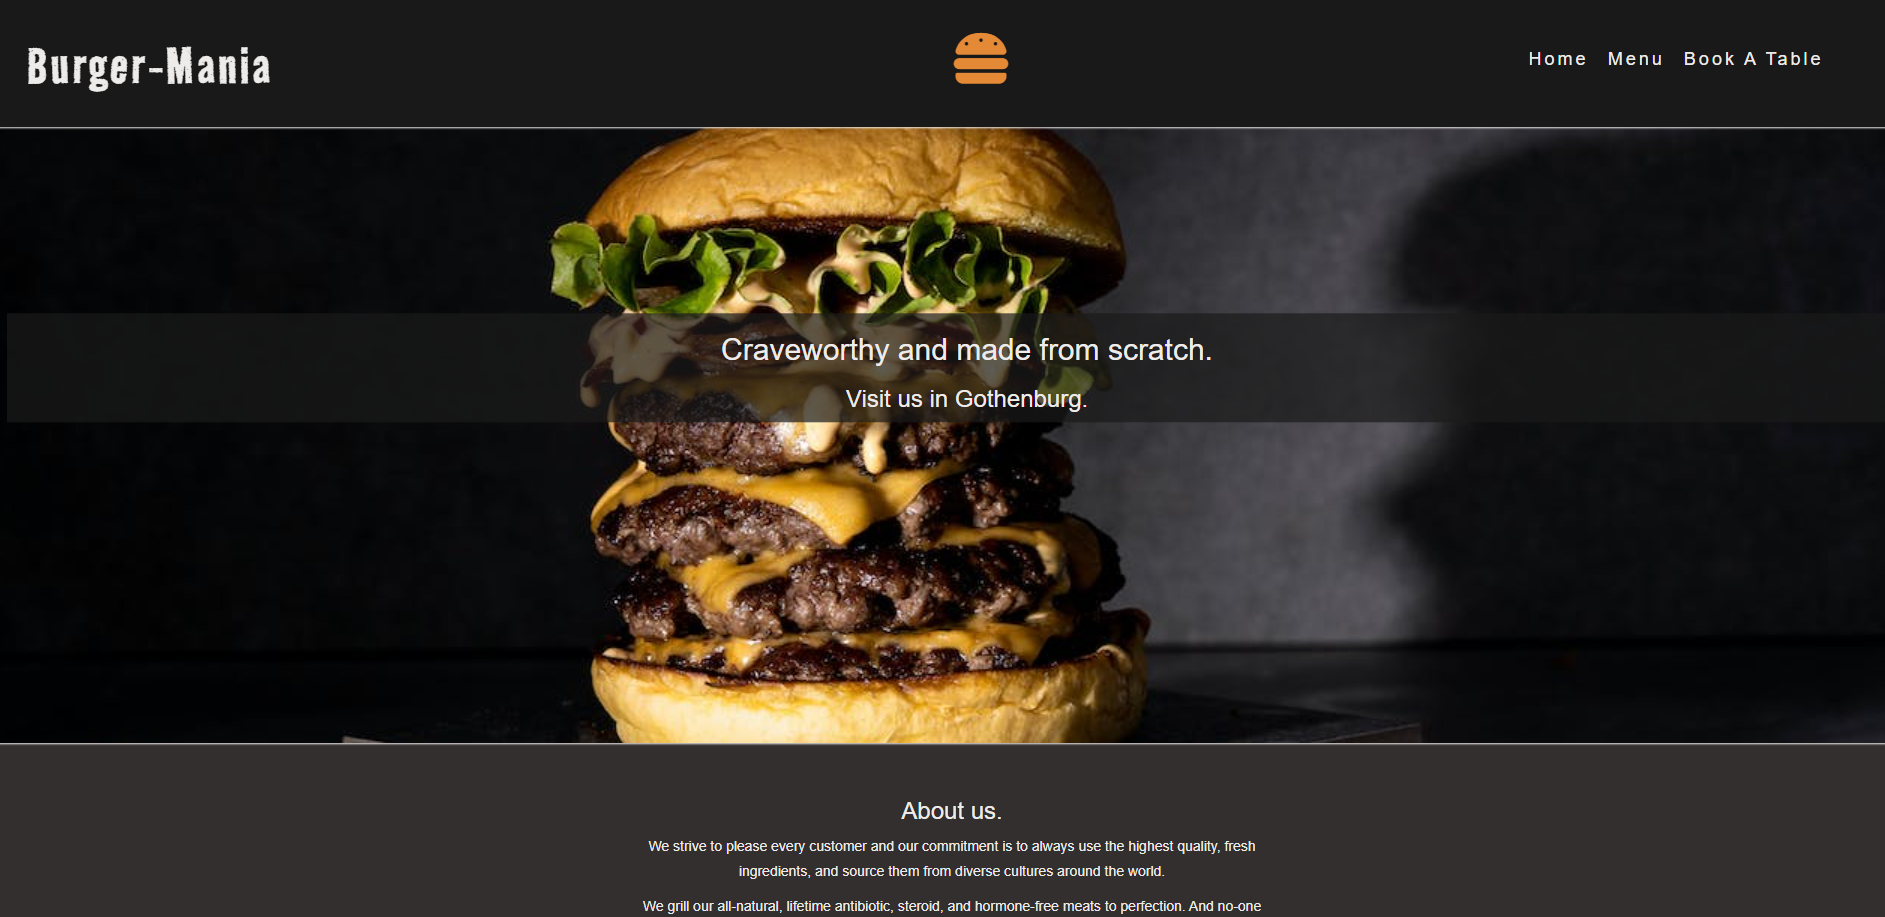 Burger-Mania
Home Menu Book A Table
Craveworthy and made from scratch.
Visit us in Gothenburg.
About us.
We strive to please every customer and our commitment is to always use the highest quality, fresh
ingredients, and source them from diverse cultures around the world.
We grill our all-natural, lifetime antibiotic, steroid, and hormone-free meats to perfection. And no-one